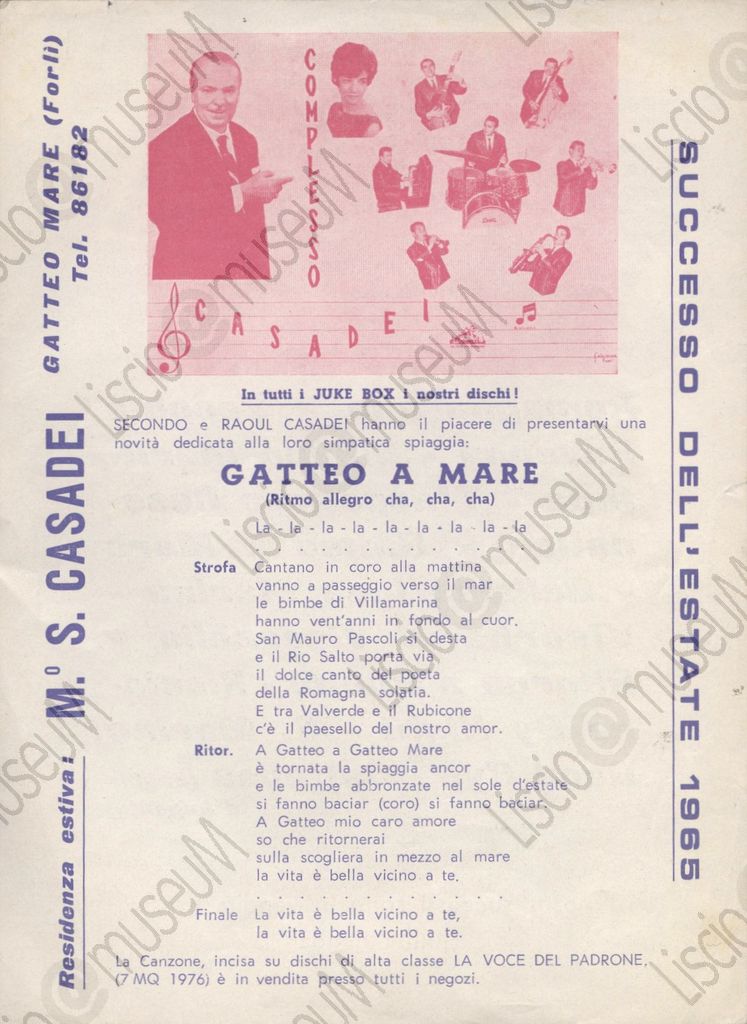 COMPLESSO
CASADEI
In tutti i JUKE BOX i nostri dischi!
SECONDO e RAOUL CASADEI hanno il piacere di presentarvi una
novità dedicata alla loro simpatica spiaggia:
GATTEO A MARE
(Ritmo allegro cha, cha, cha)
La - la - la - la - la - la - la - la - la
. . . . . . . . . . . . .
Strofa Cantano in coro alla mattina
vanno a passeggio verso il mar
le bimbe di Villamarina
hanno vent'anni in fondo al cuor.
San Mauro Pascoli si desta
e il Rio Salto porta via
il dolce canto del poeta
della Romagna solatia.
E tra Valverde e il Rubicone
c'è il paesello del nostro amor.
Ritor. A Gatteo a Gatteo Mare
è tornata la spiaggia ancor
e le bimbe abbronzate nel sole d'estate
si fanno baciar (coro) si fanno baciar.
A Gatteo mio caro amore
so che ritornerai
sulla scogliera in mezzo al mare
la vita è bella vicino a te.
. . . . . . . . . . . .
Finale La vita è bella vicino a te,
la vita è bella vicino a te.
La Canzone, incisa su dischi di alta classe LA VOCE DEL PADRONE,
(7 MQ 1976) è in vendita presso tutti i negozi.
Residenza estiva: M.º S. CASADEI GATTEO MARE (Forlì)
Tel. 86182
SUCCESSO DELL'ESTATE 1965
Liscio@museuM